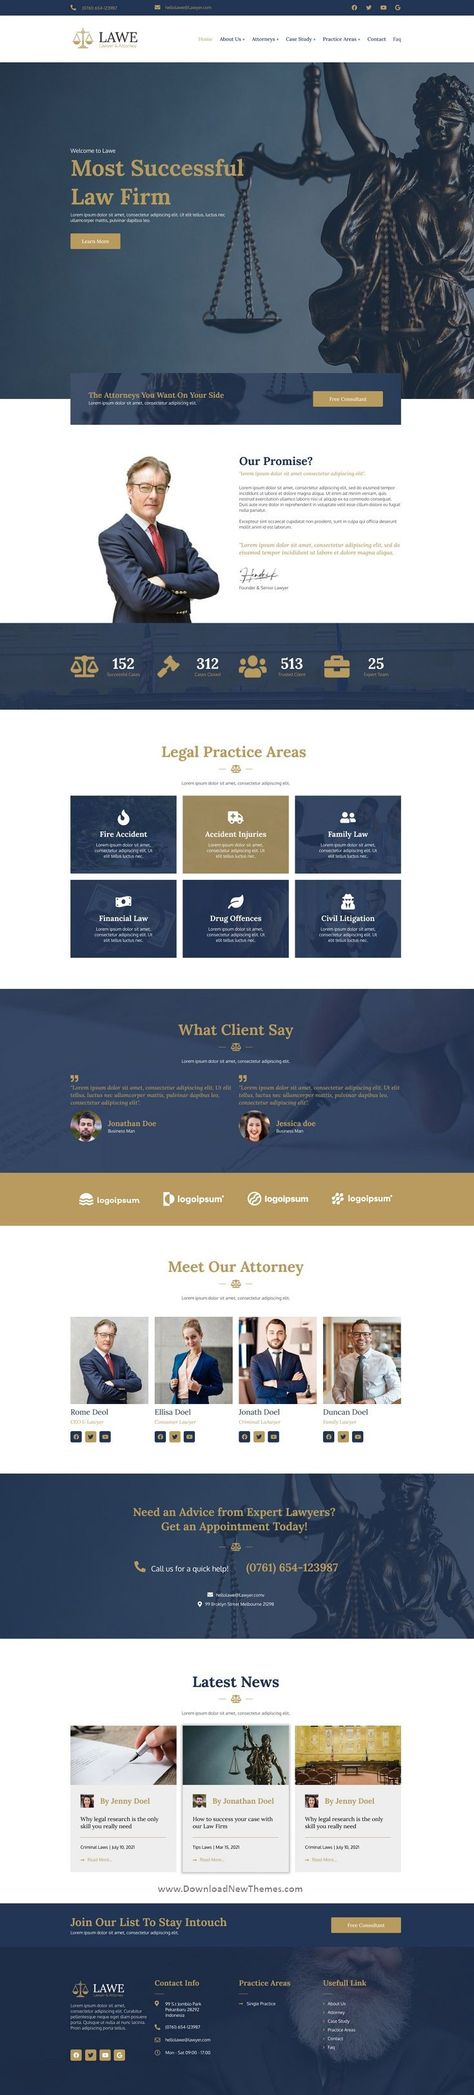 (0761) 654-123987
hellolawe@Lawyer.com
LAWE
Lawyer & Attorney
Home About Us Attorneys Case Study Practice Areas Contact Faq
Welcome to Lawe
Most Successful
Law Firm
Lorem ipsum dolor sit amet, consectetur adipiscing elit. Ut elit tellus, luctus nec
ullamcorper mattis, pulvinar dapibus leo.
Learn More
The Attorneys You Want On Your Side
Lorem ipsum dolor sit amet, consectetur adipiscing elit.
Free Consultant
Our Promise?
"lorem ipsum dolor sit amet consectetur adipiscing elit".
Lorem ipsum dolor sit amet, consectetur adipiscing elit, sed do eiusmod tempor
incididunt ut labore et dolore magna aliqua. Ut enim ad minim veniam, quis
nostrud exercitation ullamco laboris nisi ut aliquip ex ea commodo consequat.
Duis aute irure dolor in reprehenderit in voluptate velit esse cillum dolore eu fugiat
nulla pariatur.
Excepteur sint occaecat cupidatat non proident, sunt in culpa qui officia deserunt
mollit anim id est laborum.
"Lorem ipsum dolor sit amet, consectetur adipiscing elit, sed do
eiusmod tempor incididunt ut labore et dolore magna aliqua.
Hendrik
Founder & Senior Lawyer
152
Successful Cases
312
Cases Closed
513
Trusted Client
25
Expert Team
Legal Practice Areas
Lorem ipsum dolor sit amet, consectetur adipiscing elit.
Fire Accident
Lorem ipsum dolor sit amet,
consectetur adipiscing elit. Ut
elit tellus luctus nec.
Accident Injuries
Lorem ipsum dolor sit amet,
consectetur adipiscing elit. Ut
elit tellus luctus nec.
Family Law
Lorem ipsum dolor sit amet,
consectetur adipiscing elit. Ut
elit tellus luctus nec.
Financial Law
Lorem ipsum dolor sit amet,
consectetur adipiscing elit. Ut
elit tellus luctus nec.
Drug Offences
Lorem ipsum dolor sit amet,
consectetur adipiscing elit. Ut
elit tellus luctus nec.
Civil Litigation
Lorem ipsum dolor sit amet,
consectetur adipiscing elit. Ut
elit tellus luctus nec.
What Client Say
Lorem ipsum dolor sit amet, consectetur adipiscing elit.
"Lorem ipsum dolor sit amet, consectetur adipiscing elit. Ut elit
tellus, luctus nec ullamcorper mattis, pulvinar dapibus leo,
consectetur adipiscing elit".
Jonathan Doe
Business Man
"Lorem ipsum dolor sit amet, consectetur adipiscing elit. Ut elit
tellus, luctus nec ullamcorper mattis, pulvinar dapibus leo,
consectetur adipiscing elit".
Jessica doe
Business Man
logoipsum
logoipsum
logoipsum
logoipsum
Meet Our Attorney
Lorem ipsum dolor sit amet, consectetur adipiscing elit.
Rome Deol
CEO & Lawyer
Ellisa Doel
Consumer Lawyer
Jonath Doel
Criminal Lawyer
Duncan Doel
Family Lawyer
Need an Advice from Expert Lawyers?
Get an Appointment Today!
Call us for a quick help! (0761) 654-123987
hellolawe@Lawyer.com
99 Broklyn Street Melbourne 21298
Latest News
Lorem ipsum dolor sit amet, consectetur adipiscing elit.
By Jenny Doel
Why legal research is the only
skill you really need
Criminal Laws | July 10, 2021
Read More...
By Jonathan Doel
How to success your case with
our Law Firm
Tips Laws | Mar 15, 2021
Read More...
By Jenny Doel
Why legal research is the only
skill you really need
Criminal Laws | July 10, 2021
Read More...
www.DownloadNewThemes.com
Join Our List To Stay Intouch
Lorem ipsum dolor sit amet, consectetur adipiscing elit.
Free Consultant
LAWE
Lawyer & Attorney
Lorem ipsum dolor sit amet,
consectetur adipiscing elit. Curabitur
pellentesque neque eget diam posuere
porta. Quisque ut nulla at nunc lacinia.
Proin adipiscing porta tellus.
Contact Info
99 S.t Jomblo Park
Pekanbaru 28292
Indonesia
(0761) 654-123987
hellolawe@lawyer.com
Mon - Sat 09:00 - 17:00
Practice Areas
Single Practice
Usefull Link
About Us
Attorney
Case Study
Practice Areas
Contact
Faq